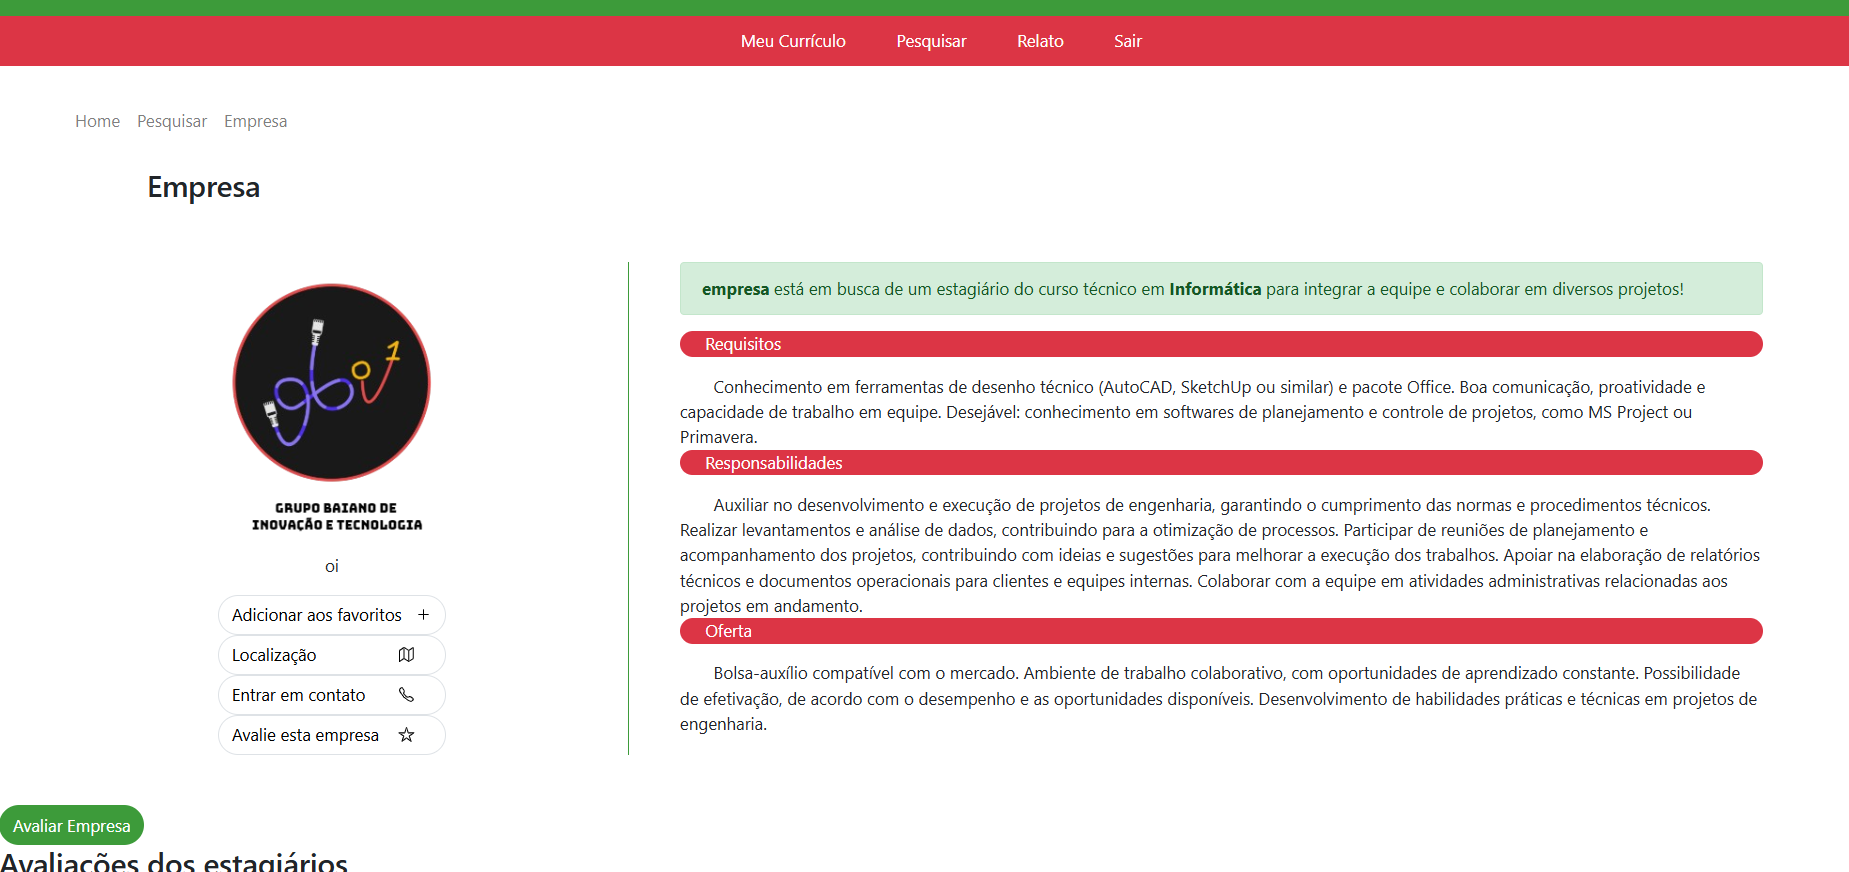 Meu Currículo Pesquisar Relato Sair
Home Pesquisar Empresa
Empresa
gbit
GRUPO BAIANO DE
INOVAÇÃO E TECNOLOGIA
oi
Adicionar aos favoritos +
Localização
Entrar em contato
Avalie esta empresa
empresa está em busca de um estagiário do curso técnico em Informática para integrar a equipe e colaborar em diversos projetos!
Requisitos
Conhecimento em ferramentas de desenho técnico (AutoCAD, SketchUp ou similar) e pacote Office. Boa comunicação, proatividade e
capacidade de trabalho em equipe. Desejável: conhecimento em softwares de planejamento e controle de projetos, como MS Project ou
Primavera.
Responsabilidades
Auxiliar no desenvolvimento e execução de projetos de engenharia, garantindo o cumprimento das normas e procedimentos técnicos.
Realizar levantamentos e análise de dados, contribuindo para a otimização de processos. Participar de reuniões de planejamento e
acompanhamento dos projetos, contribuindo com ideias e sugestões para melhorar a execução dos trabalhos. Apoiar na elaboração de relatórios
técnicos e documentos operacionais para clientes e equipes internas. Colaborar com a equipe em atividades administrativas relacionadas aos
projetos em andamento.
Oferta
Bolsa-auxílio compatível com o mercado. Ambiente de trabalho colaborativo, com oportunidades de aprendizado constante. Possibilidade
de efetivação, de acordo com o desempenho e as oportunidades disponíveis. Desenvolvimento de habilidades práticas e técnicas em projetos de
engenharia.
Avaliar Empresa
Avaliações dos estagiários